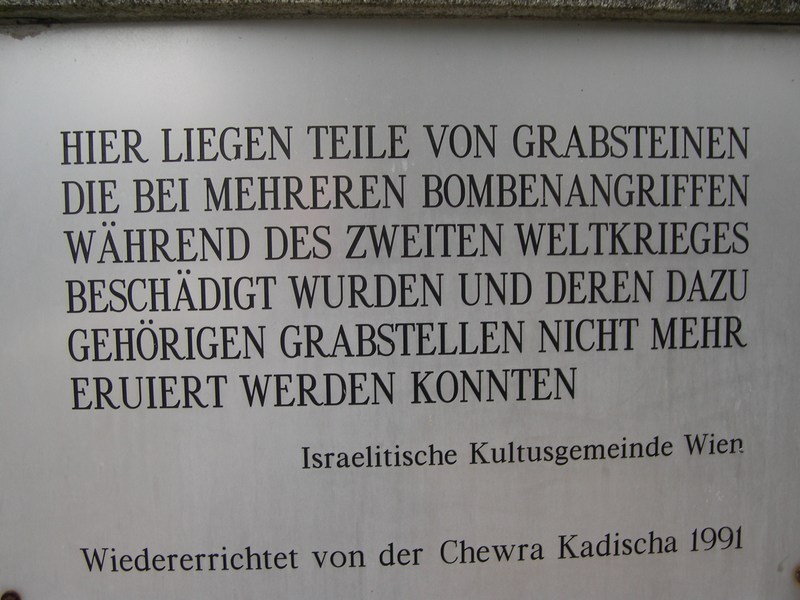 HIER LIEGEN TEILE VON GRABSTEINEN
DIE BEI MEHREREN BOMBENANGRIFFEN
WÄHREND DES ZWEITEN WELTKRIEGES
BESCHÄDIGT WURDEN UND DEREN DAZU
GEHÖRIGEN GRABSTELLEN NICHT MEHR
ERUIERT WERDEN KONNTEN
Israelitische Kultusgemeinde Wien
Wiedererrichtet von der Chewra Kadischa 1991